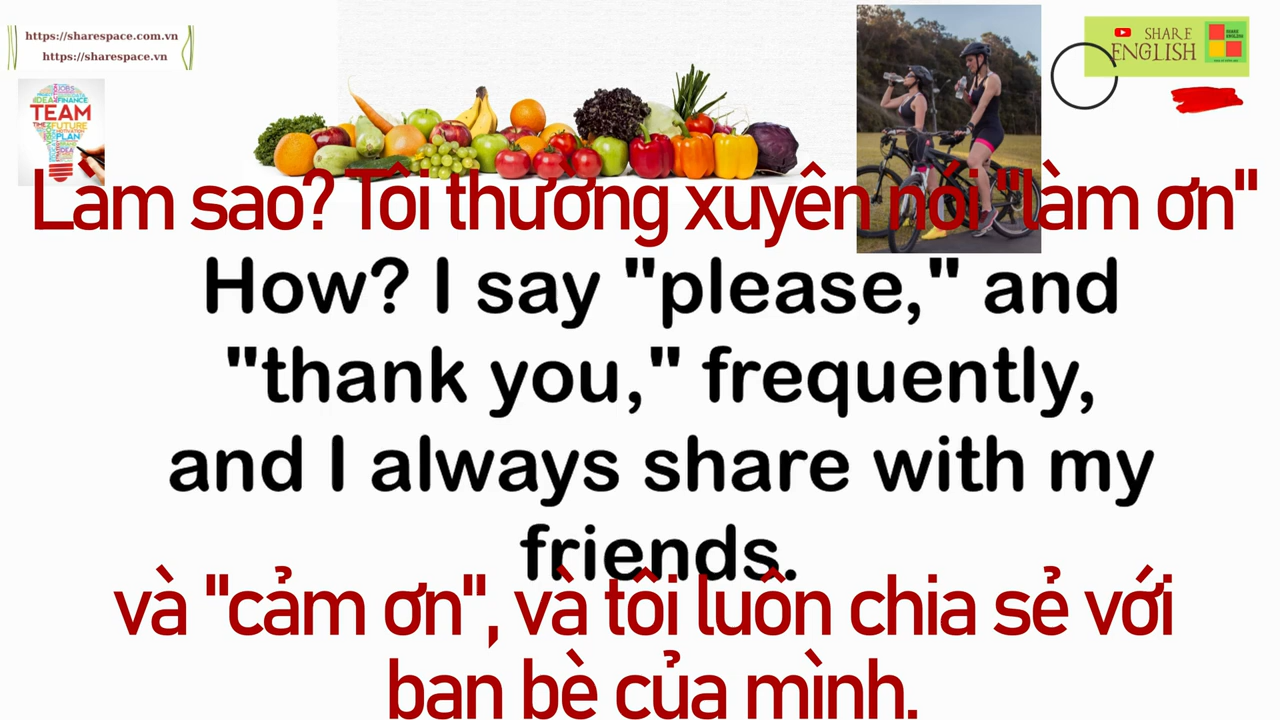 https://sharespace.com.vn
https://sharespace.vn
SHARE
ENGLISH
TEAM
PLAN
Làm sao? Tôi thường xuyên nói "làm ơn"
How? I say "please," and
"thank you," frequently,
and I always share with my
friends.
và "cảm ơn", và tôi luôn chia sẻ với
bạn bè của mình.